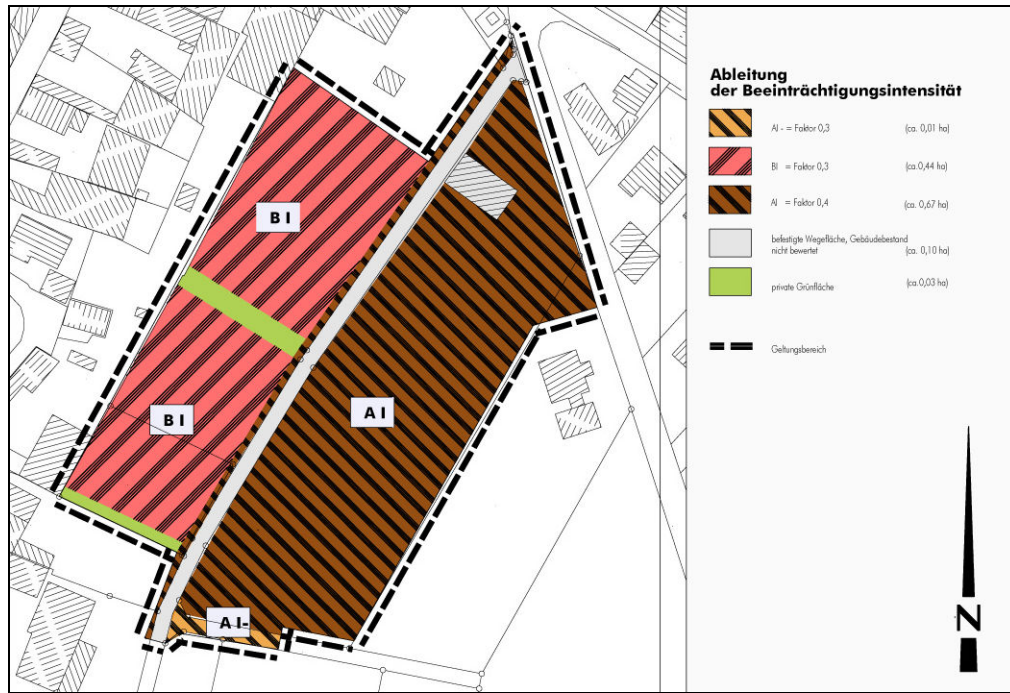 Ableitung
der Beeinträchtigungsintensität
AI - = Faktor 0,3 (ca. 0,01 ha)
BI = Faktor 0,3 (ca.0,44 ha)
AI = Faktor 0,4 (ca. 0,67 ha)
befestigte Wegefläche, Gebäudebestand
nicht bewertet (ca. 0,10 ha)
private Grünfläche (ca.0,03 ha)
Geltungsbereich
B I
B I
A I
A I-
N